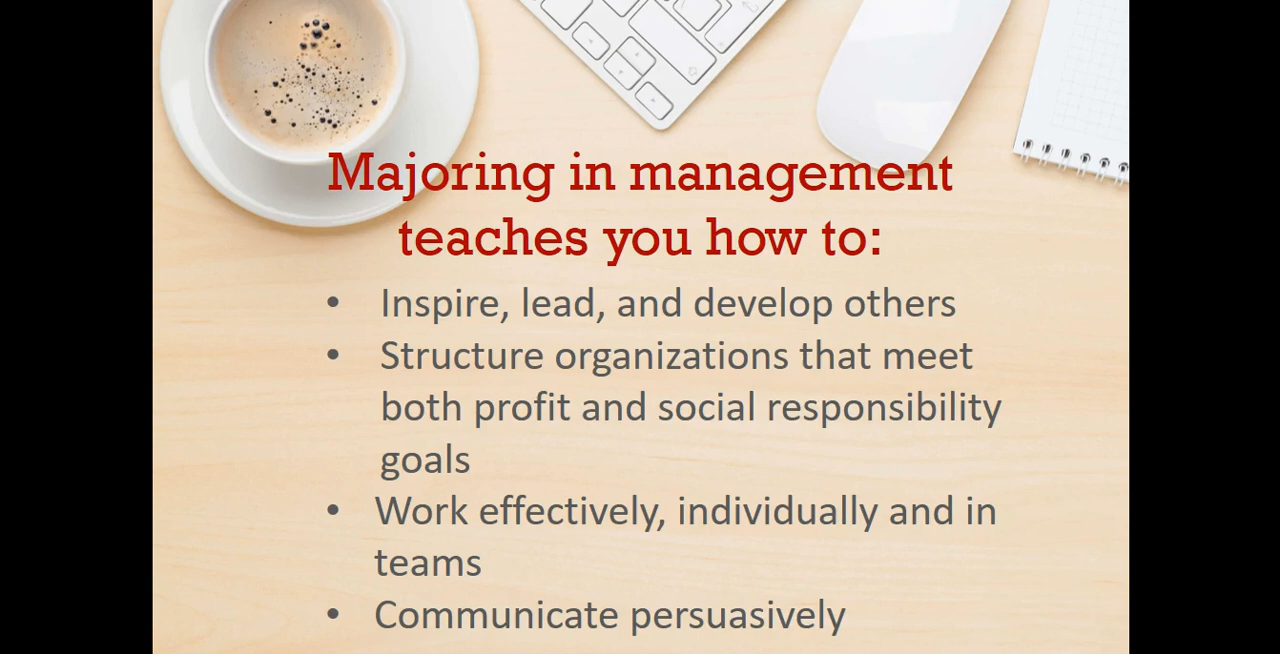 Majoring in management
teaches you how to:
• Inspire, lead, and develop others
• Structure organizations that meet
both profit and social responsibility
goals
• Work effectively, individually and in
teams
• Communicate persuasively